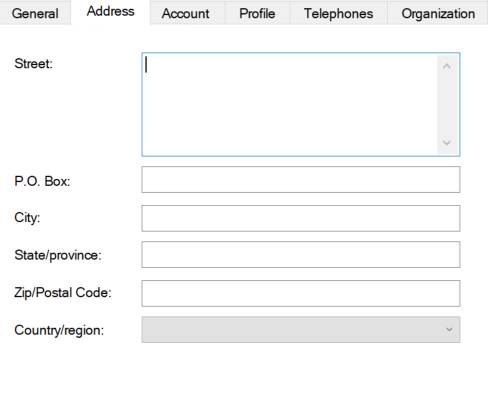 General Address Account Profile Telephones Organization
Street:
P.O. Box:
City:
State/province:
Zip/Postal Code:
Country/region: